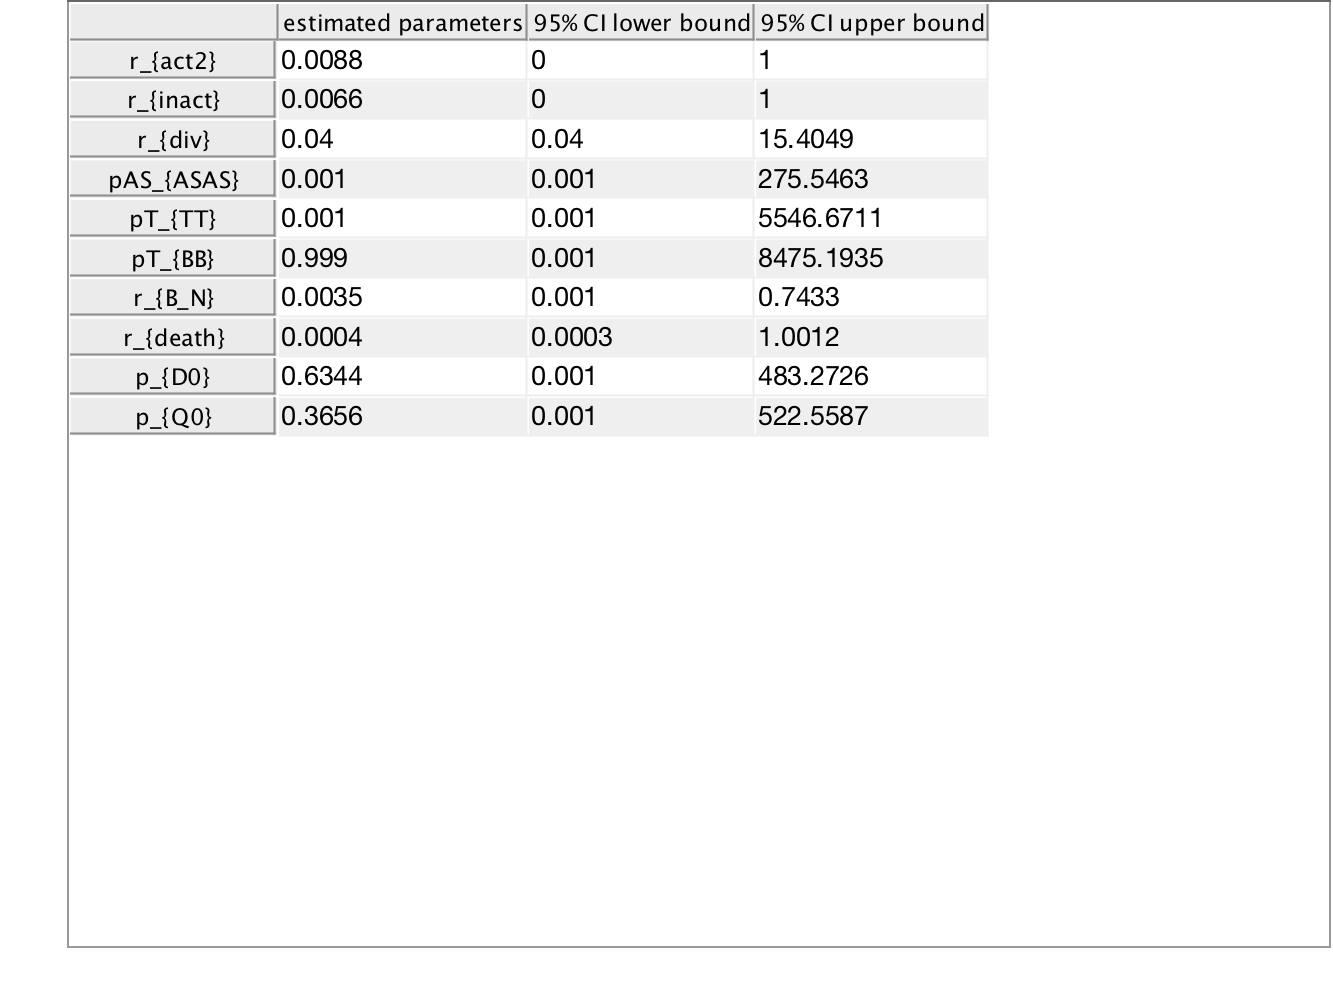 estimated parameters 95% CI lower bound 95% CI upper bound
r_{act2} 0.0088 0 1
r_{inact} 0.0066 0 1
r_{div} 0.04 0.04 15.4049
pAS_{ASAS} 0.001 0.001 275.5463
pT_{TT} 0.001 0.001 5546.6711
pT_{BB} 0.999 0.001 8475.1935
r_{B_N} 0.0035 0.001 0.7433
r_{death} 0.0004 0.0003 1.0012
p_{D0} 0.6344 0.001 483.2726
p_{Q0} 0.3656 0.001 522.5587